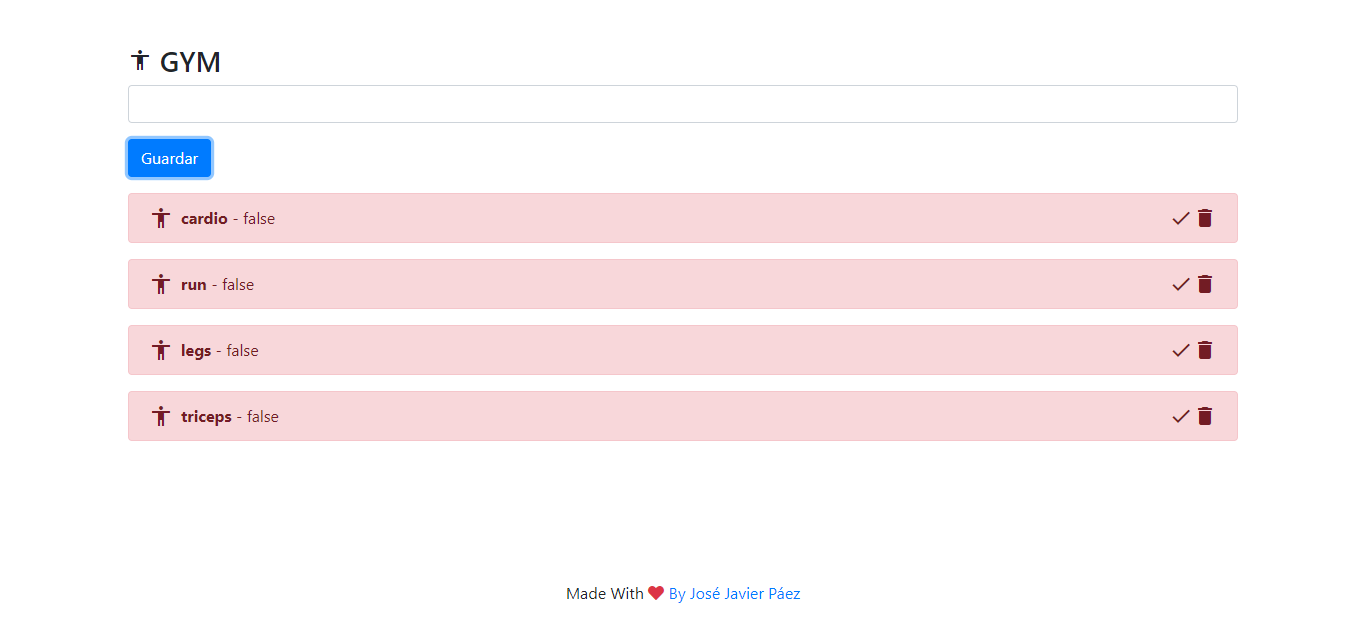 GYM
Guardar
cardio - false
run - false
legs - false
triceps - false
Made With By José Javier Páez